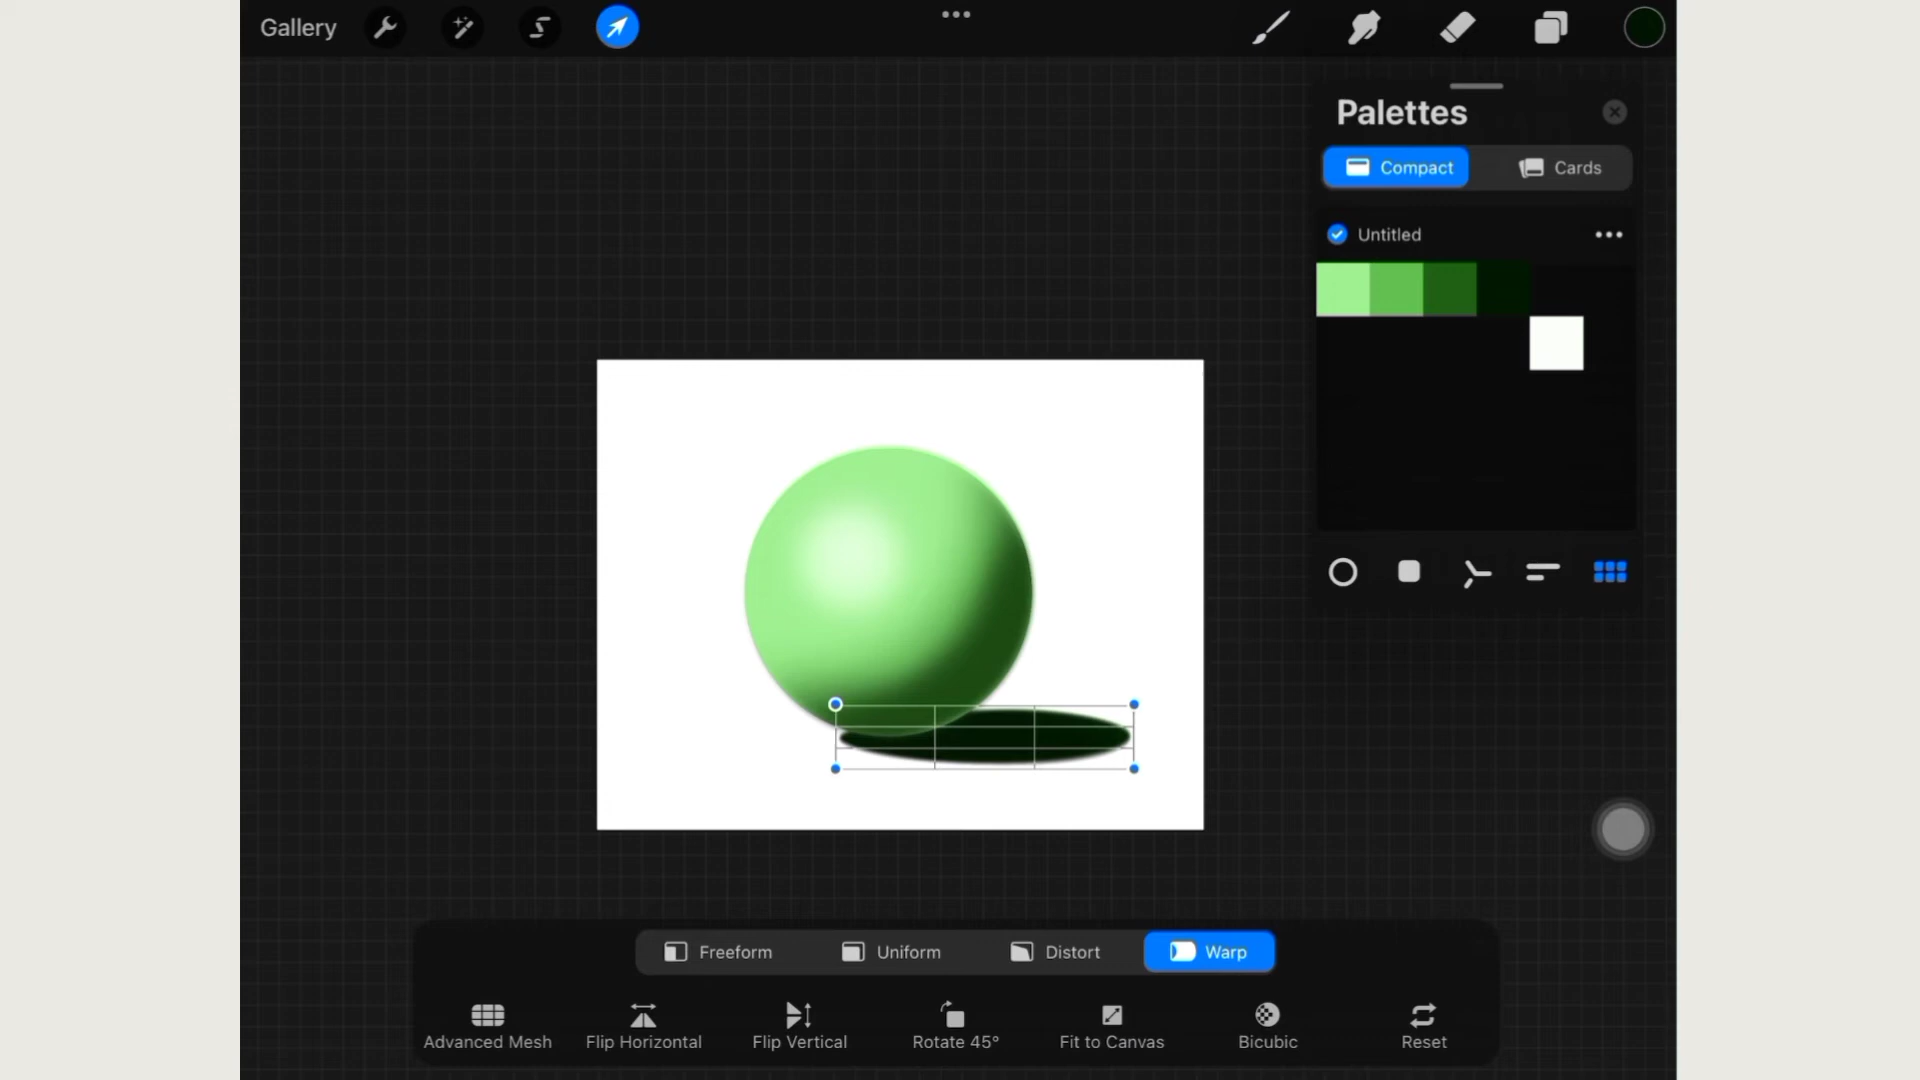 Gallery
Palettes
Compact
Cards
Untitled
Freeform
Uniform
Distort
Warp
Advanced Mesh
Flip Horizontal
Flip Vertical
Rotate 45°
Fit to Canvas
Bicubic
Reset